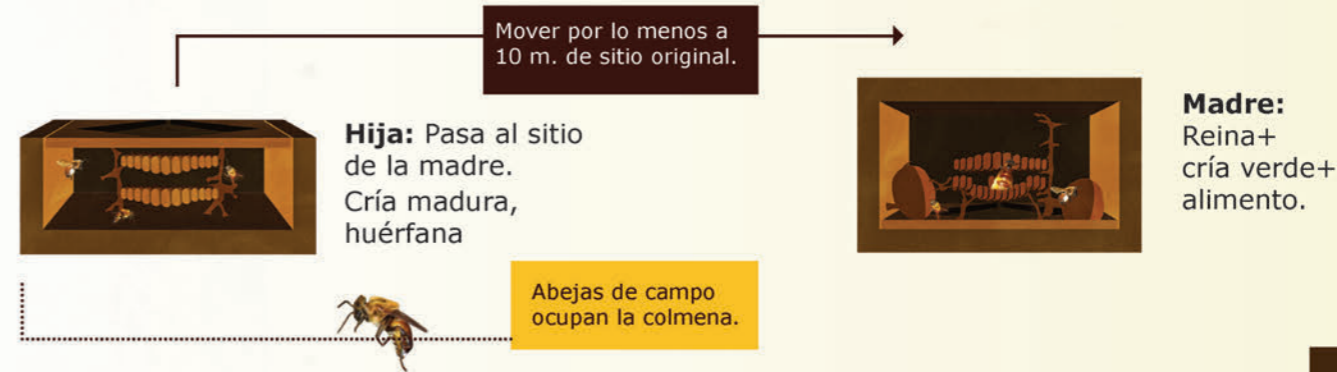 Mover por lo menos a
10 m. de sitio original.
Hija: Pasa al sitio
de la madre.
Cría madura,
huérfana
Madre:
Reina+
cría verde+
alimento.
Abejas de campo
ocupan la colmena.